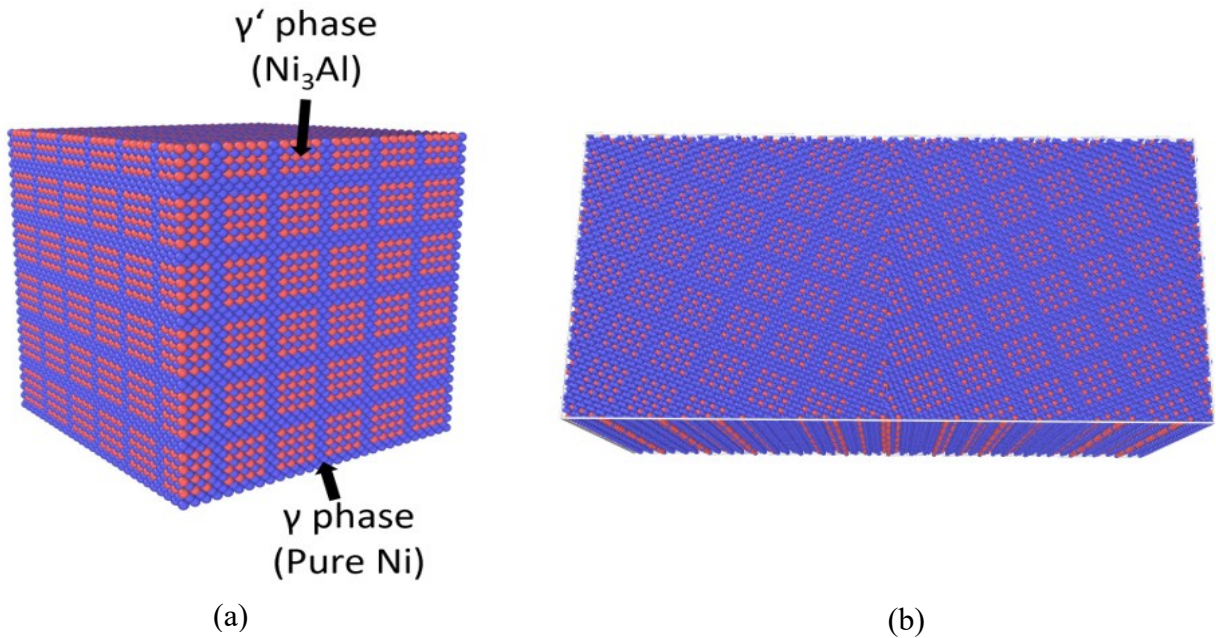 γ‘ phase
(Ni₃Al)
γ phase
(Pure Ni)
(a)
(b)